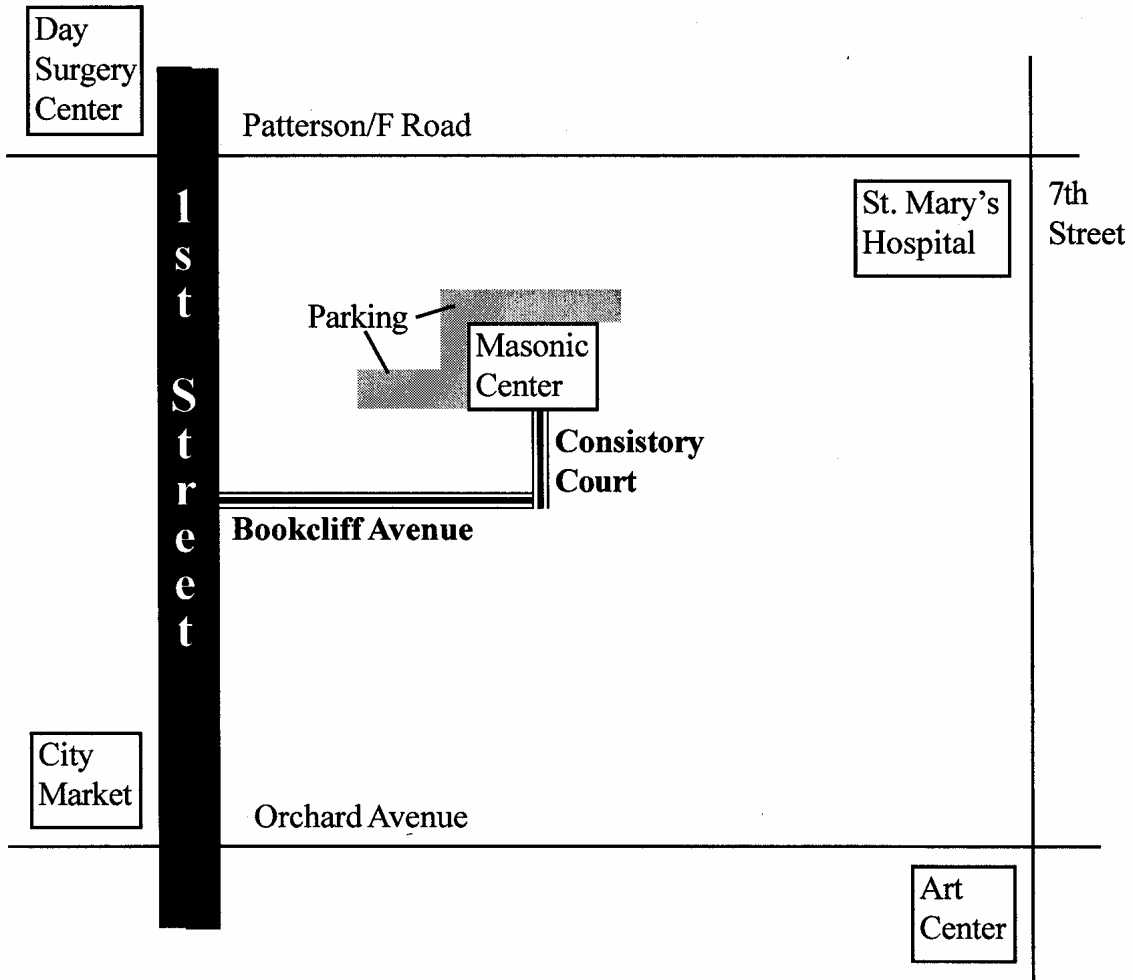 Day
Surgery
Center
Patterson/F Road
1st Street
St. Mary's
Hospital
7th
Street
Parking
Masonic
Center
Consistory
Court
Bookcliff Avenue
City
Market
Orchard Avenue
Art
Center